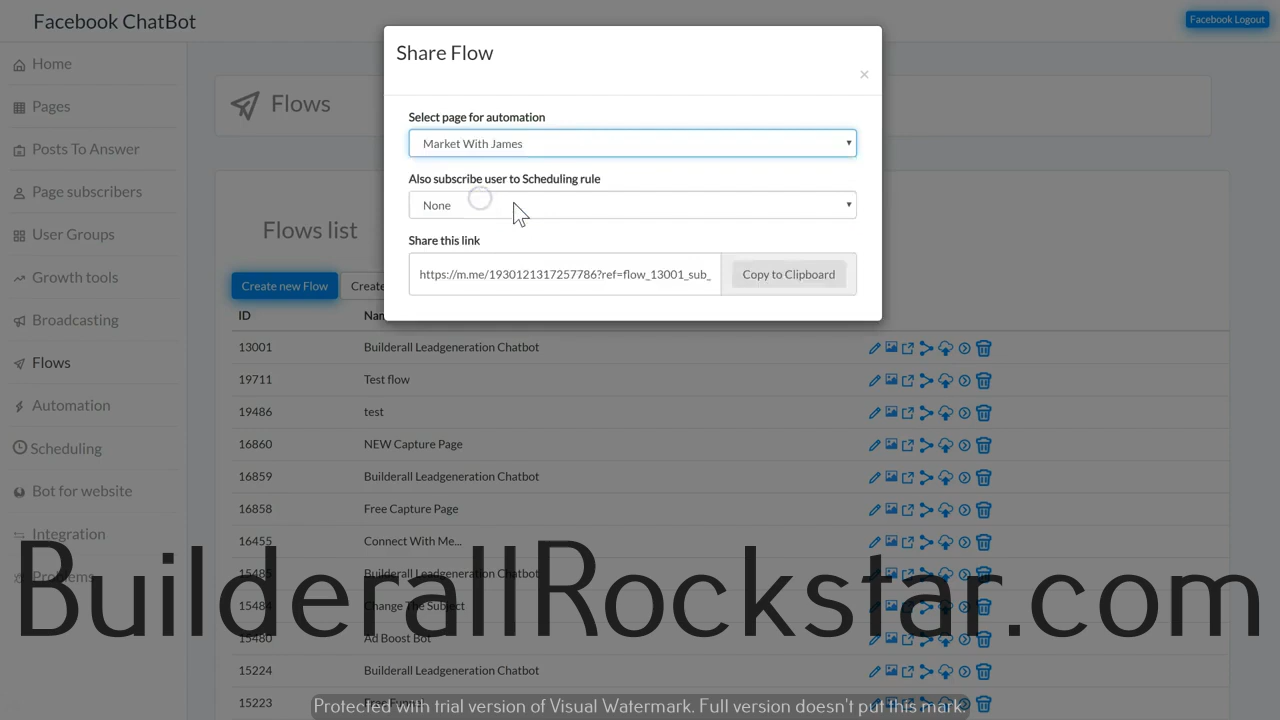 Facebook ChatBot
Facebook Logout
Share Flow
×
Home
Pages
Posts To Answer
Page subscribers
User Groups
Growth tools
Broadcasting
Flows
Automation
Scheduling
Bot for website
Integration
Problems
Flows
Select page for automation
Market With James
Also subscribe user to Scheduling rule
None
Share this link
https://m.me/1930121317257786?ref=flow_13001_sub_
Copy to Clipboard
Flows list
Create new Flow
Create
ID Nan
13001 Builderall Leadgeneration Chatbot
19711 Test flow
19486 test
16860 NEW Capture Page
16859 Builderall Leadgeneration Chatbot
16858 Free Capture Page
16455 Connect With Me...
15485 Builderall Leadgeneration Chatbot
15484 Change The Subject
15480 Ad Boost Bot
15224 Builderall Leadgeneration Chatbot
15223
BuilderallRockstar.com
Protected with trial version of Visual Watermark. Full version doesn't put this mark.